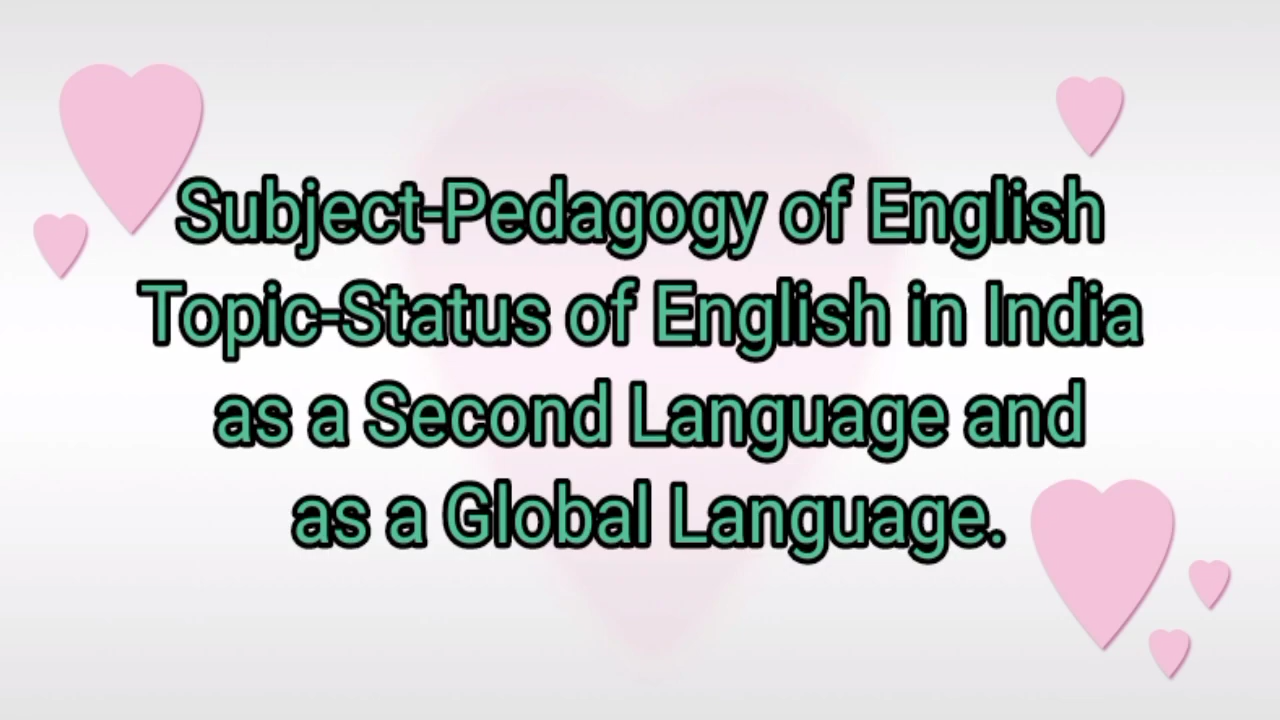 Subject-Pedagogy of English
Topic-Status of English in India
as a Second Language and
as a Global Language.